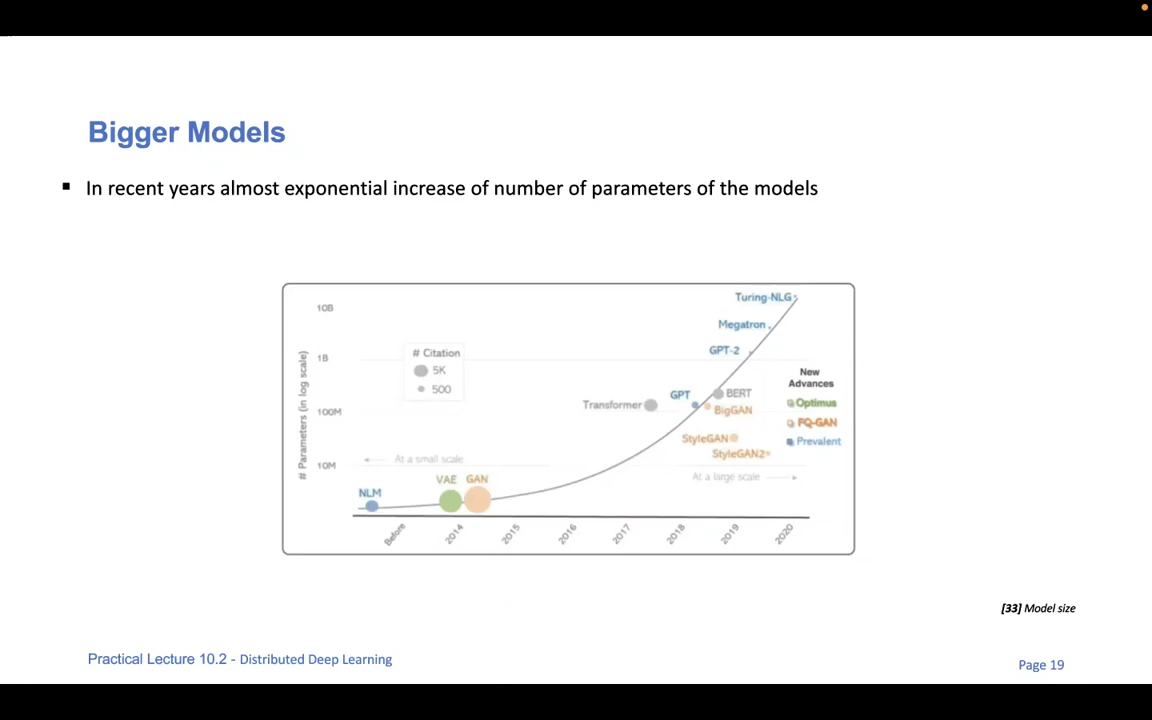 Bigger Models
▪ In recent years almost exponential increase of number of parameters of the models
Turing-NLG
10B
Megatron
GPT-2
# Citation
1B
5K
500
New
Advances
# Parameters (in log scale)
GPT
BERT
Transformer
BigGAN
100M
Optimus
FQ-GAN
Prevalent
StyleGAN
StyleGAN2
At a small scale
10M
At a large scale
NLM
VAE
GAN
Before
2014
2015
2016
2017
2018
2019
2020
[33] Model size
Practical Lecture 10.2 - Distributed Deep Learning
Page 19